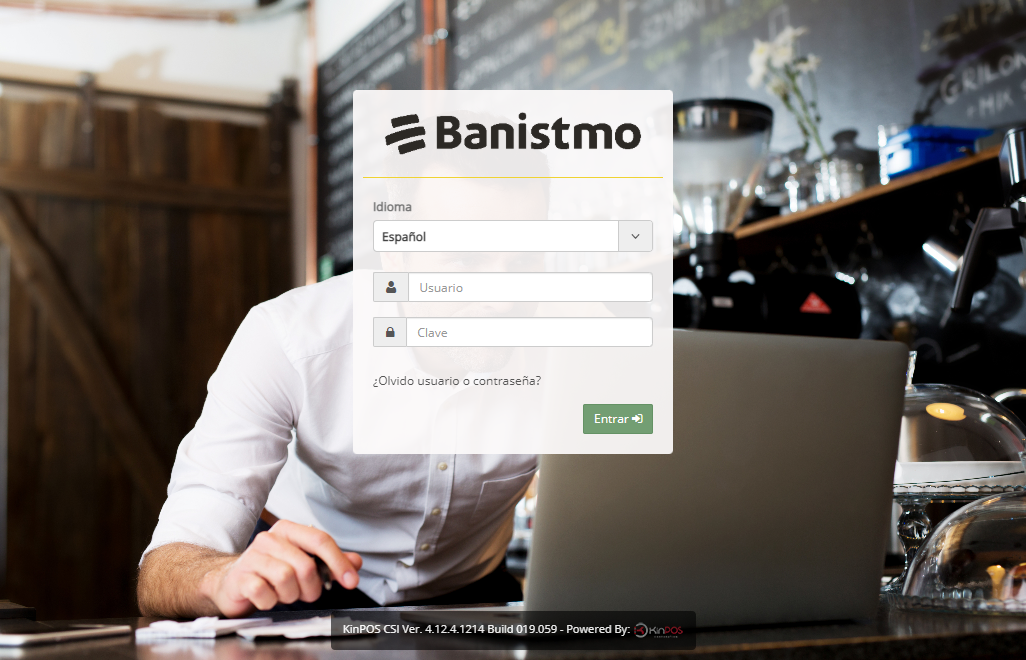 Banistmo
Idioma
Español
Usuario
Clave
¿Olvido usuario o contraseña?
Entrar
KinPOS CSI Ver. 4.12.4.1214 Build 019.059 - Powered By: KinPOS